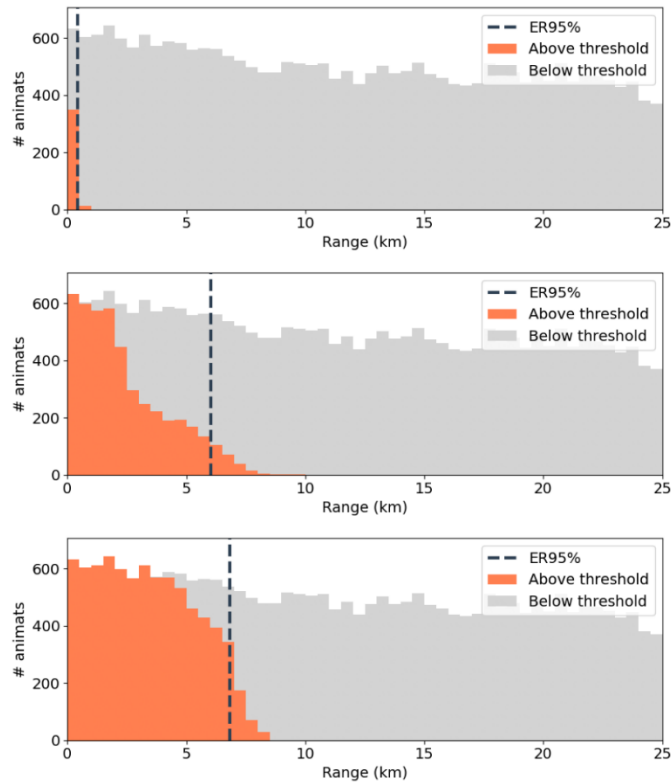 600
400
200
0
# animats
0 5 10 15 20 25
Range (km)
ER95%
Above threshold
Below threshold
600
400
200
0
# animats
0 5 10 15 20 25
Range (km)
ER95%
Above threshold
Below threshold
600
400
200
0
# animats
0 5 10 15 20 25
Range (km)
ER95%
Above threshold
Below threshold